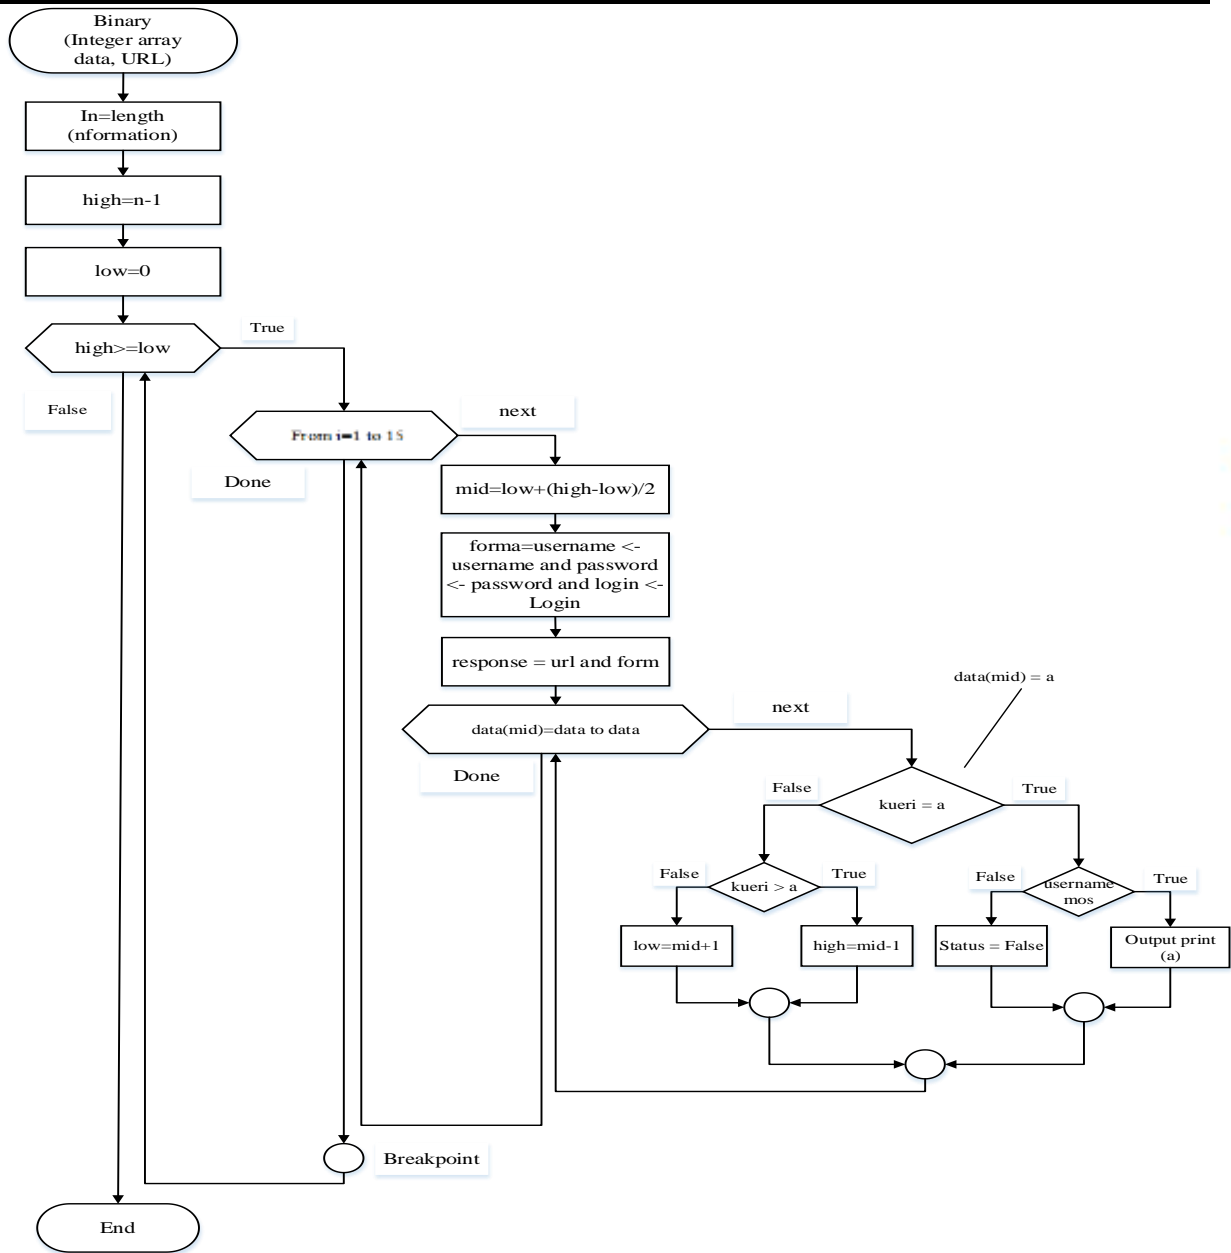 Binary
(Integer array
data, URL)
In=length
(nformation)
high=n-1
low=0
high>=low
True
False
From i=1 to 15
next
Done
mid=low+(high-low)/2
forma=username <-
username and password
<- password and login <-
Login
response = url and form
data(mid)=data to data
next
Done
data(mid) = a
kueri = a
False
True
kueri > a
False
True
low=mid+1
high=mid-1
username
mos
False
True
Status = False
Output print
(a)
Breakpoint
End